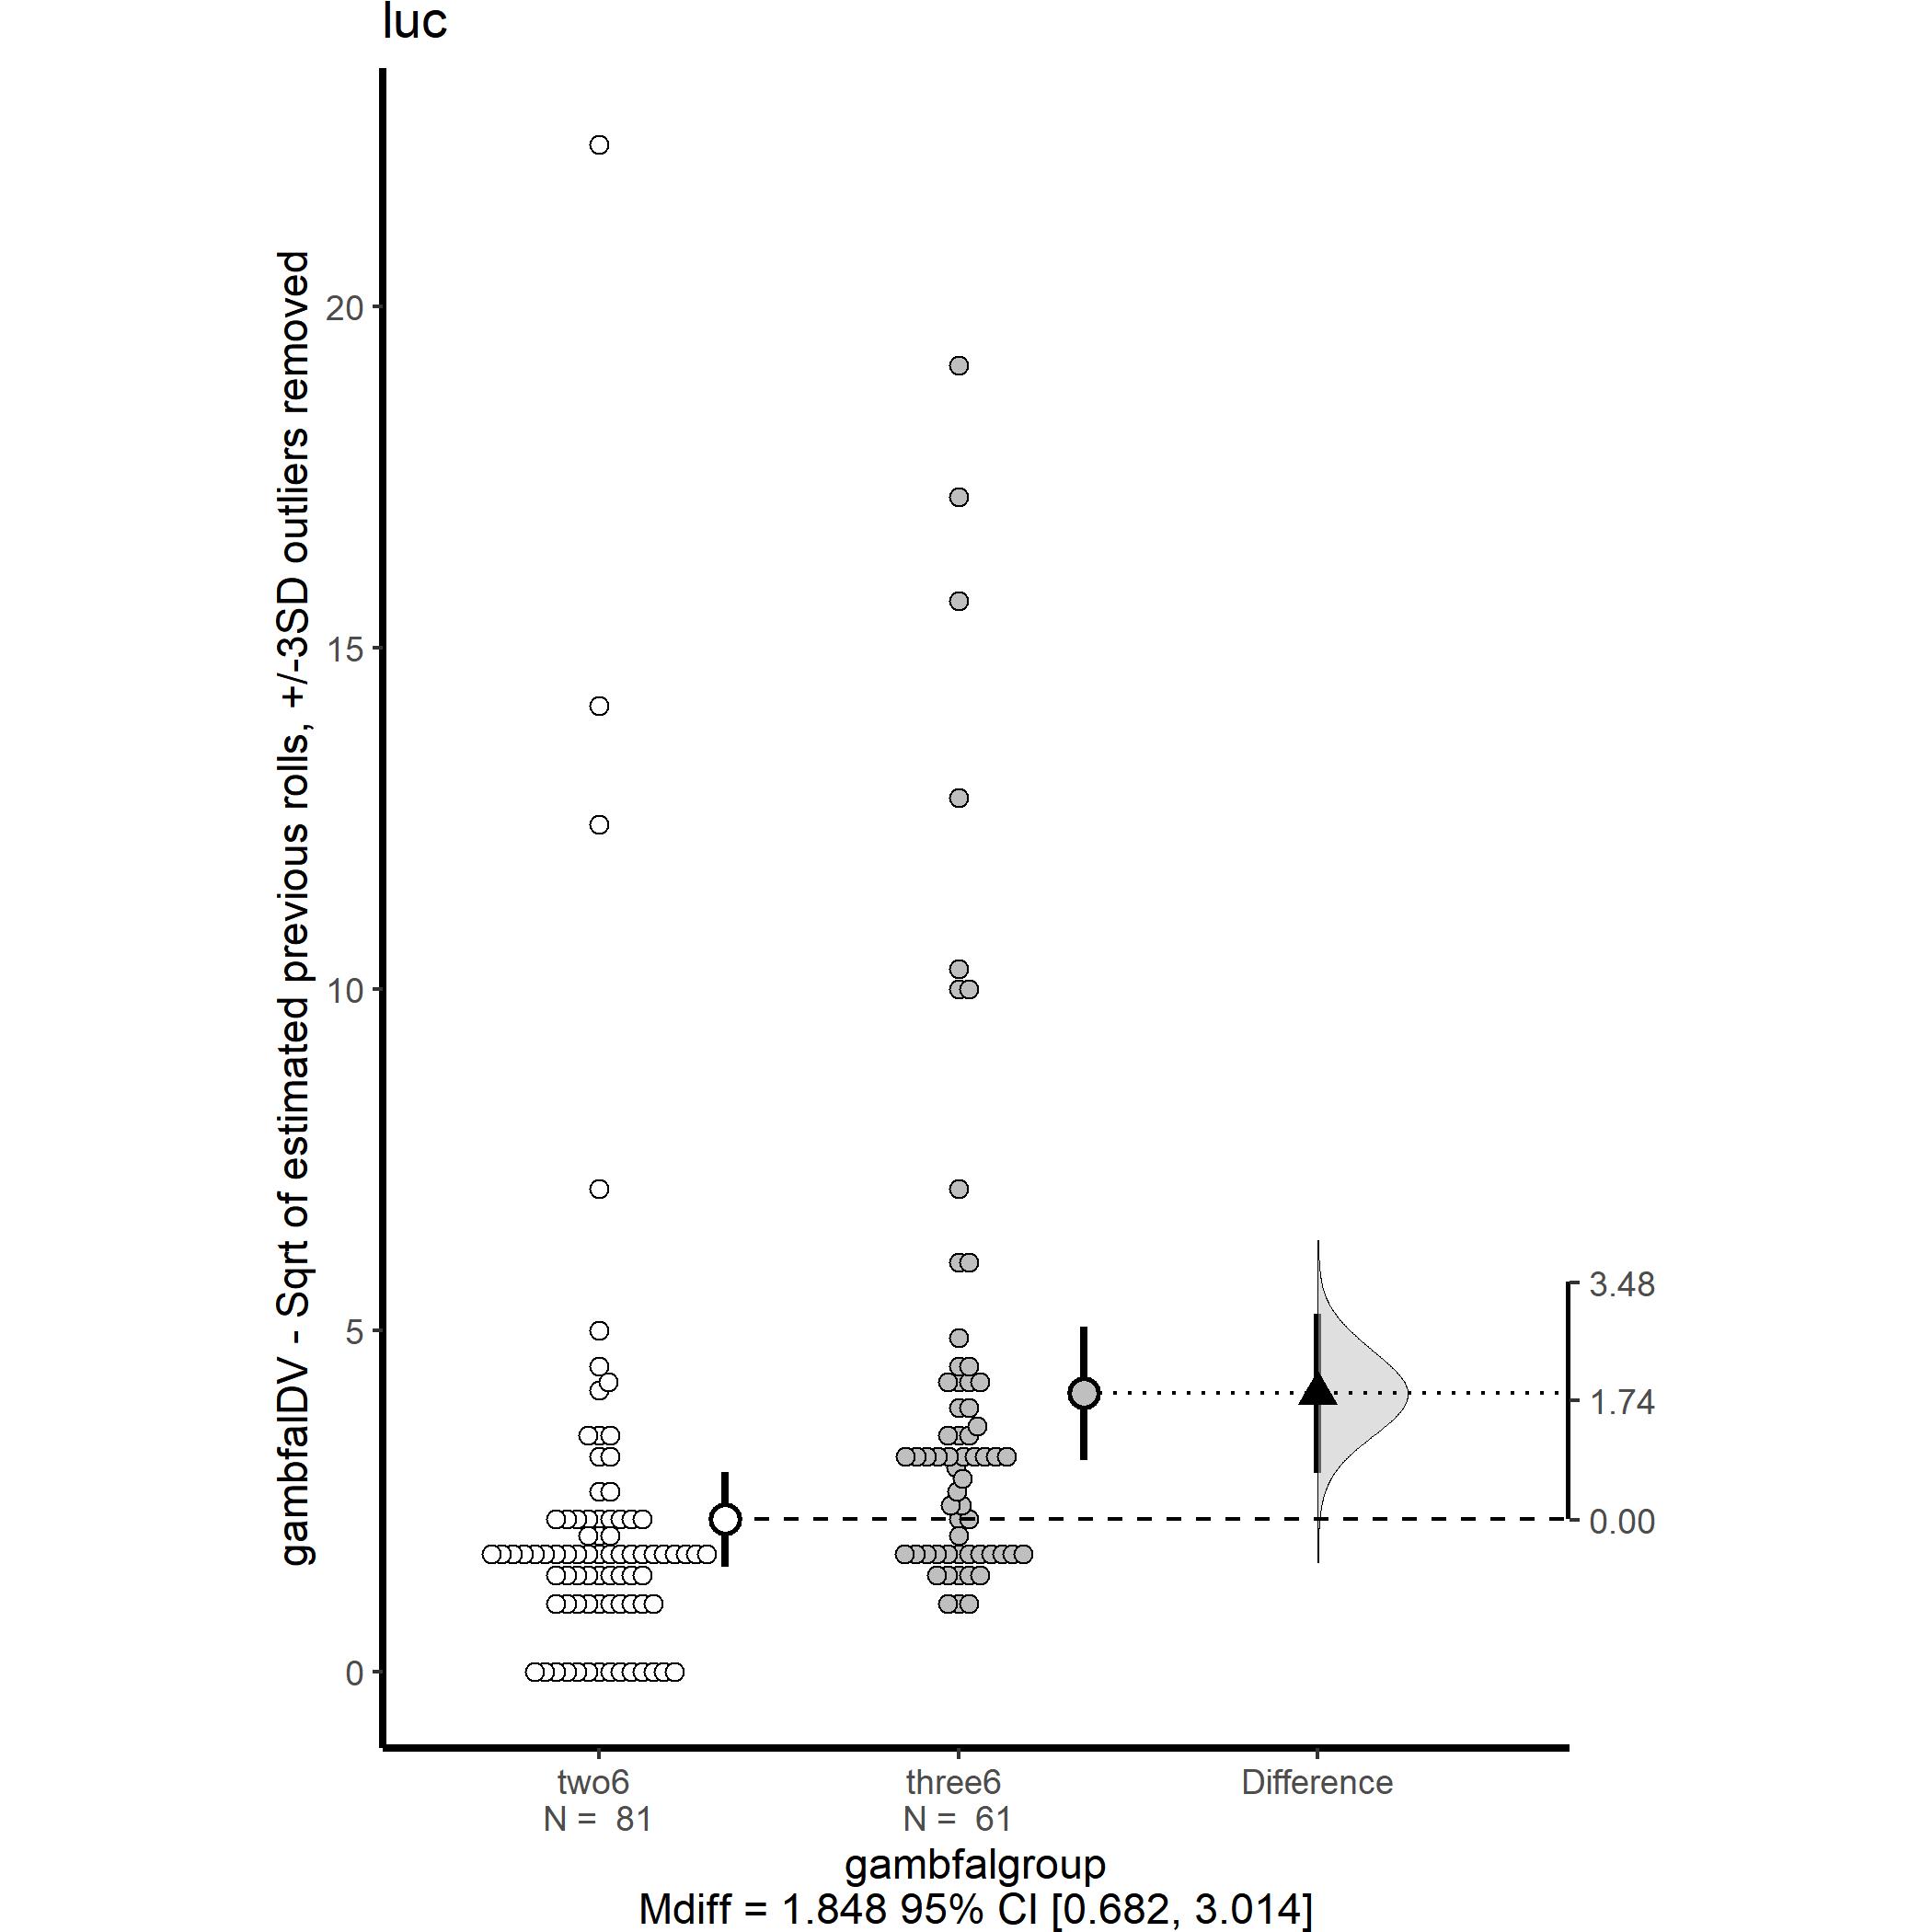 luc
gambfalDV - Sqrt of estimated previous rolls, +/-3SD outliers removed
20
15
10
5
0
3.48
1.74
0.00
two6
N =  81
three6
N =  61
Difference
gambfalgroup
Mdiff = 1.848 95% CI [0.682, 3.014]